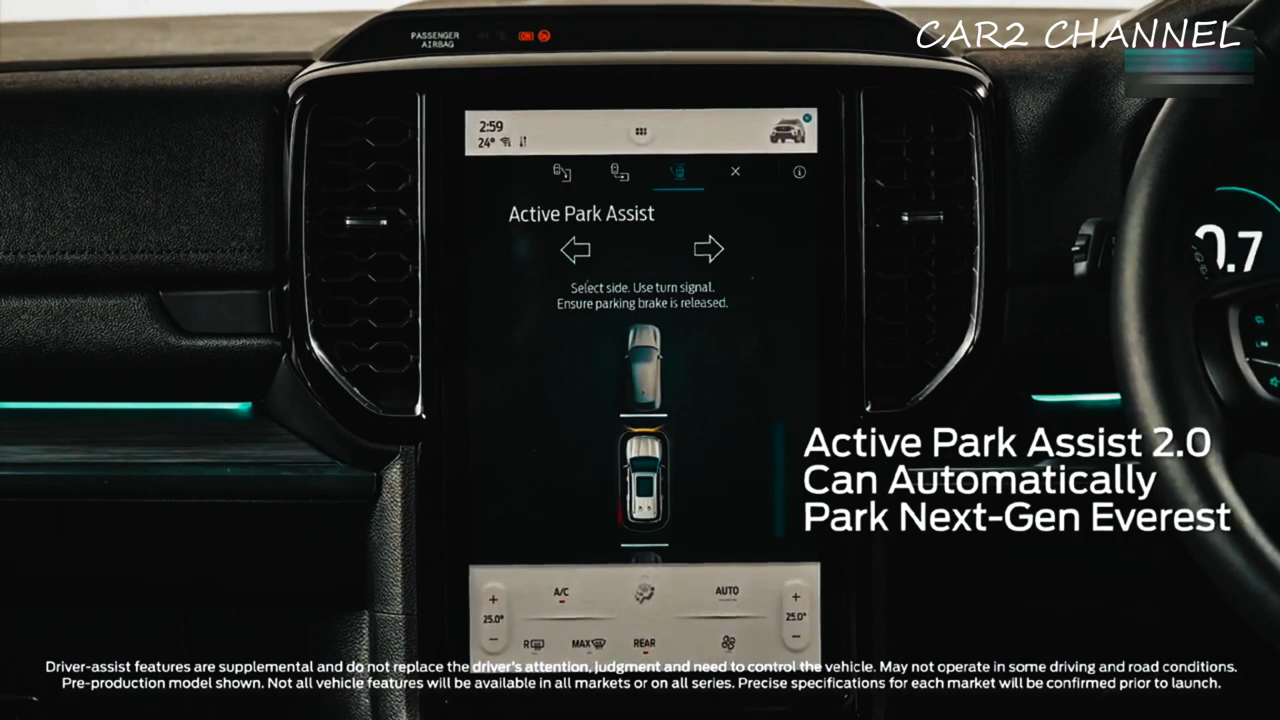 CAR2 CHANNEL
PASSENGER
AIRBAG
ON
2:59
24°
Active Park Assist
Select side. Use turn signal.
Ensure parking brake is released.
0.7
Active Park Assist 2.0
Can Automatically
Park Next-Gen Everest
+
A/C
AUTO
+
25.0°
25.0°
−
−
R
MAX
REAR
Driver-assist features are supplemental and do not replace the driver's attention, judgment and need to control the vehicle. May not operate in some driving and road conditions.
Pre-production model shown. Not all vehicle features will be available in all markets or on all series. Precise specifications for each market will be confirmed prior to launch.